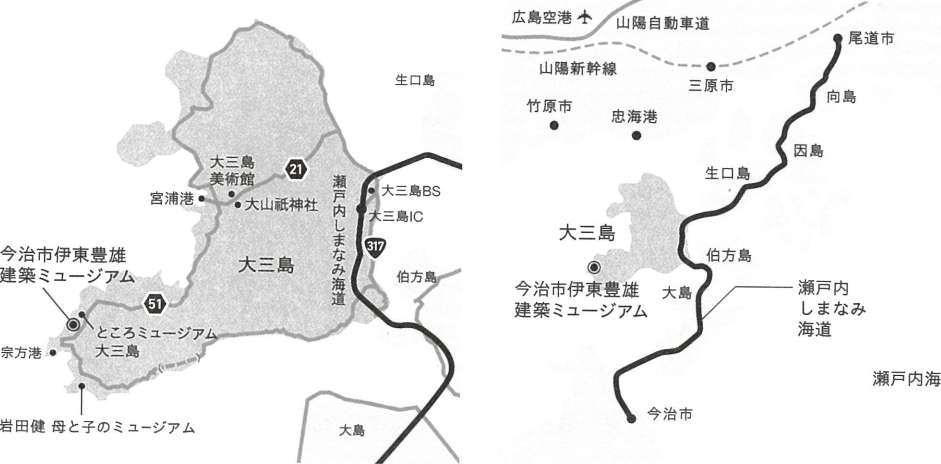 生口島
大三島
美術館
21
宮浦港
大山祇神社
瀬戸内しまなみ海道
大三島BS
大三島IC
317
今治市伊東豊雄
建築ミュージアム
大三島
伯方島
51
ところミュージアム
大三島
宗方港
岩田健 母と子のミュージアム
大島
広島空港
山陽自動車道
尾道市
山陽新幹線
三原市
向島
竹原市
忠海港
因島
生口島
大三島
伯方島
今治市伊東豊雄
建築ミュージアム
大島
瀬戸内
しまなみ
海道
瀬戸内海
今治市